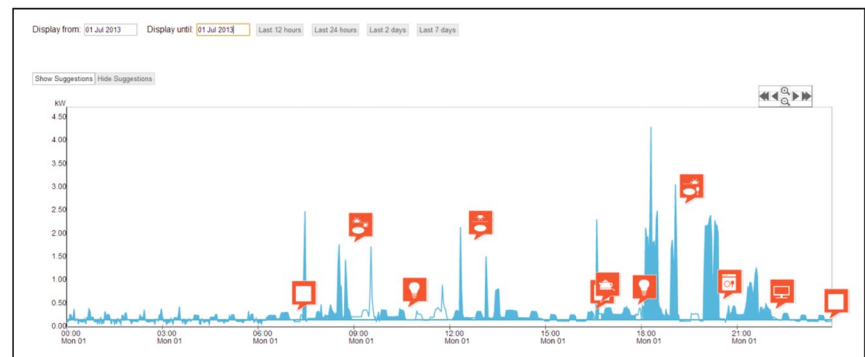 Display from: 01 Jul 2013 Display until: 01 Jul 2013 Last 12 hours Last 24 hours Last 2 days Last 7 days
Show Suggestions Hide Suggestions
kW
4.50
4.00
3.50
3.00
2.50
2.00
1.50
1.00
0.50
0.00
00:00 03:00 06:00 09:00 12:00 15:00 18:00 21:00
Mon 01 Mon 01 Mon 01 Mon 01 Mon 01 Mon 01 Mon 01 Mon 01